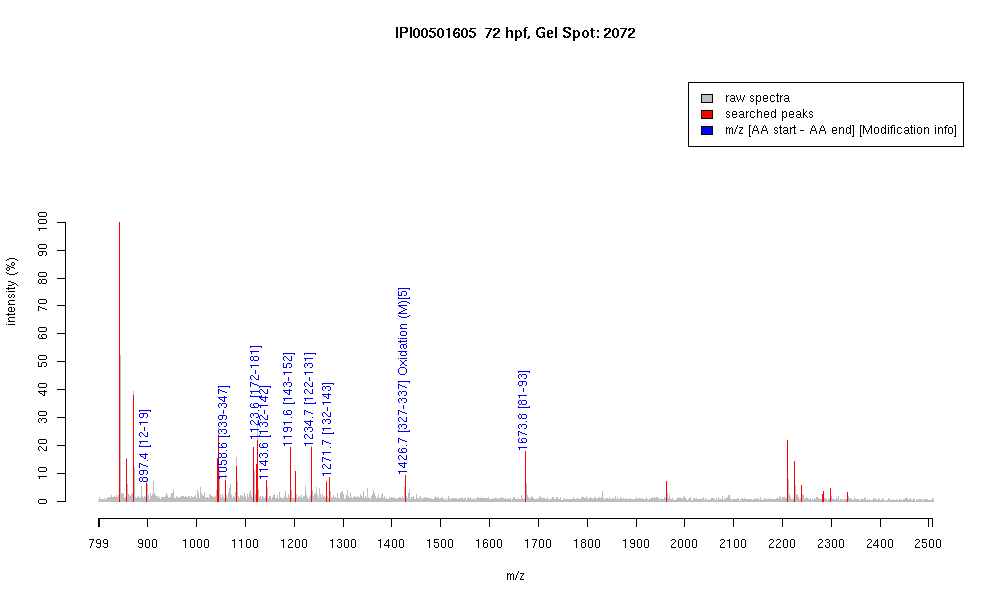 IPI00501605 72 hpf, Gel Spot: 2072
raw spectra
searched peaks
m/z [AA start - AA end] [Modification info]
intensity (%)
100
90
80
70
60
50
40
30
20
10
0
897.4 [12-19]
1058.6 [339-347]
1123.6 [172-181]
1143.6 [132-142]
1191.6 [143-152]
1234.7 [122-131]
1271.7 [132-143]
1426.7 [327-337] Oxidation (M)[5]
1673.8 [81-93]
799 900 1000 1100 1200 1300 1400 1500 1600 1700 1800 1900 2000 2100 2200 2300 2400 2500
m/z